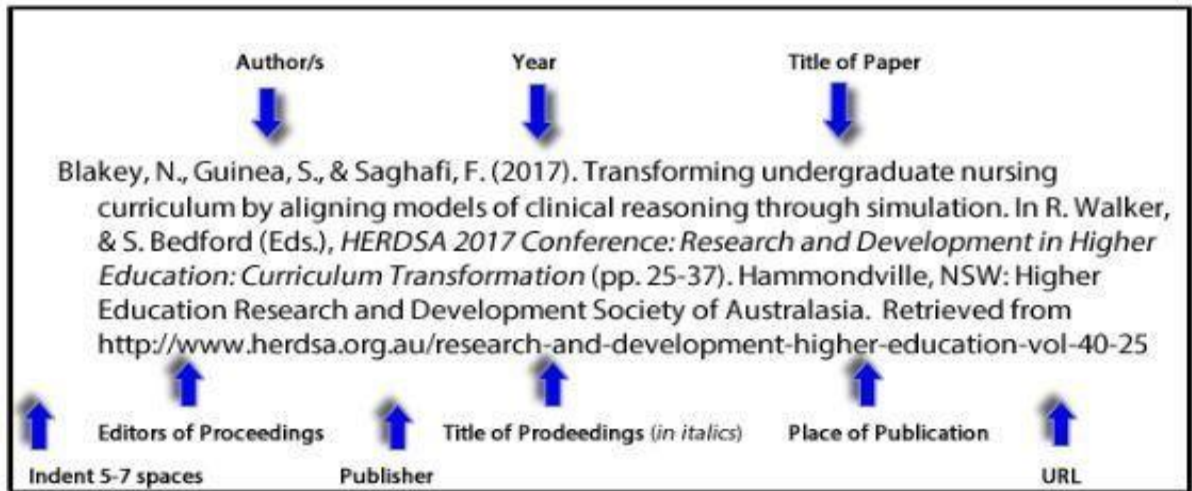 Author/s Year Title of Paper
Blakey, N., Guinea, S., & Saghafi, F. (2017). Transforming undergraduate nursing
curriculum by aligning models of clinical reasoning through simulation. In R. Walker,
& S. Bedford (Eds.), HERDSA 2017 Conference: Research and Development in Higher
Education: Curriculum Transformation (pp. 25-37). Hammondville, NSW: Higher
Education Research and Development Society of Australasia. Retrieved from
http://www.herdsa.org.au/research-and-development-higher-education-vol-40-25
Editors of Proceedings Title of Prodeedings (in italics) Place of Publication
Indent 5-7 spaces Publisher URL